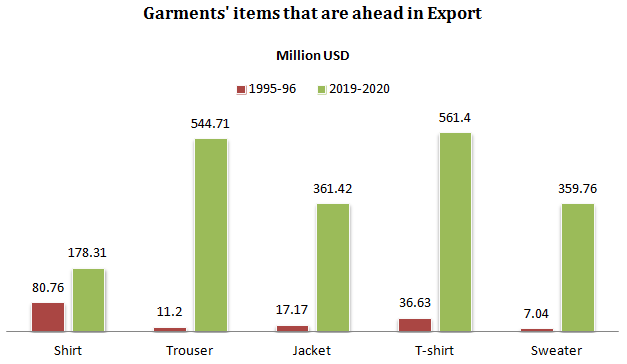 Garments' items that are ahead in Export
Million USD
1995-96 2019-2020
80.76 178.31 11.2 544.71 17.17 361.42 36.63 561.4 7.04 359.76
Shirt Trouser Jacket T-shirt Sweater